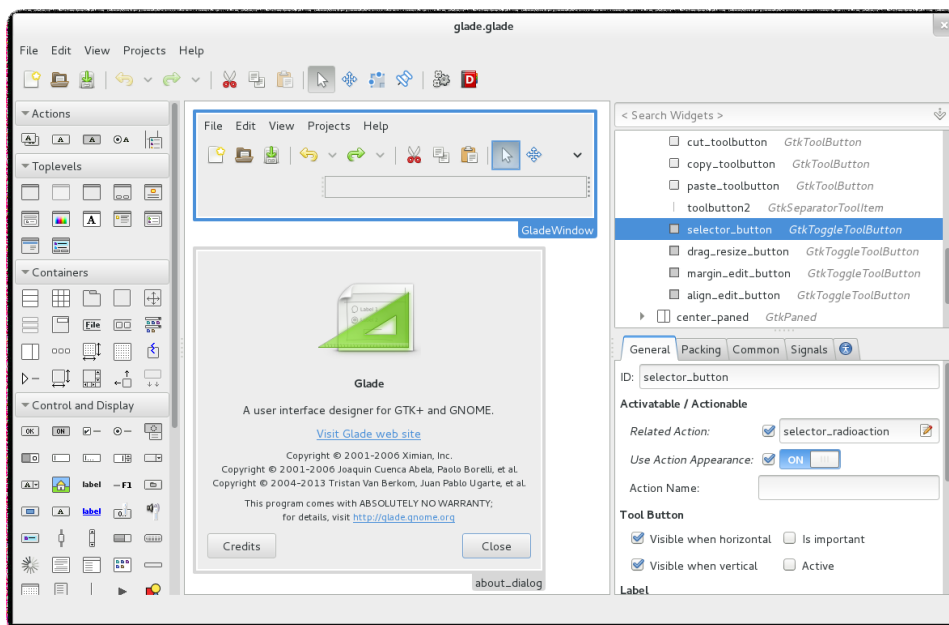 glade.glade
File Edit View Projects Help
Actions
Toplevels
Containers
File
Control and Display
OK ON
label F1
label
File Edit View Projects Help
GladeWindow
Glade
A user interface designer for GTK+ and GNOME.
Visit Glade web site
Copyright © 2001-2006 Ximian, Inc.
Copyright © 2001-2006 Joaquin Cuenca Abela, Paolo Borelli, et al.
Copyright © 2004-2013 Tristan Van Berkom, Juan Pablo Ugarte, et al.
This program comes with ABSOLUTELY NO WARRANTY;
for details, visit http://glade.gnome.org
Credits Close
about_dialog
< Search Widgets >
cut_toolbutton GtkToolButton
copy_toolbutton GtkToolButton
paste_toolbutton GtkToolButton
toolbutton2 GtkSeparatorToolItem
selector_button GtkToggleToolButton
drag_resize_button GtkToggleToolButton
margin_edit_button GtkToggleToolButton
align_edit_button GtkToggleToolButton
center_paned GtkPaned
General Packing Common Signals
ID: selector_button
Activatable / Actionable
Related Action: selector_radioaction
Use Action Appearance: ON
Action Name:
Tool Button
Visible when horizontal Is important
Visible when vertical Active
Label